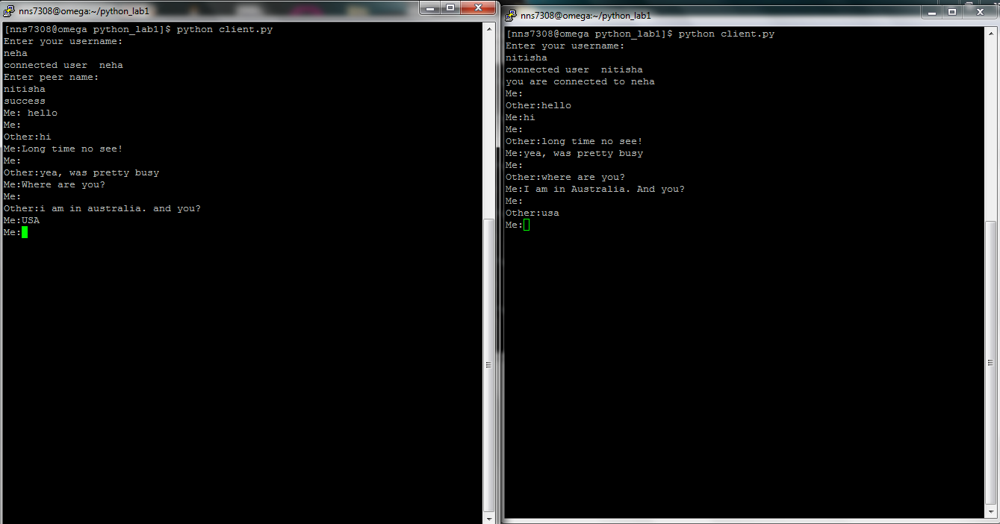 nns7308@omega:~/python_lab1
[nns7308@omega python_lab1]$ python client.py
Enter your username:
neha
connected user  neha
Enter peer name:
nitisha
success
Me: hello
Me:
Other:hi
Me:Long time no see!
Me:
Other:yea, was pretty busy
Me:Where are you?
Me:
Other:i am in australia. and you?
Me:USA
Me:
nns7308@omega:~/python_lab1
[nns7308@omega python_lab1]$ python client.py
Enter your username:
nitisha
connected user  nitisha
you are connected to neha
Me:
Other:hello
Me:hi
Me:
Other:long time no see!
Me:yea, was pretty busy
Me:
Other:where are you?
Me:I am in Australia. And you?
Me:
Other:usa
Me: